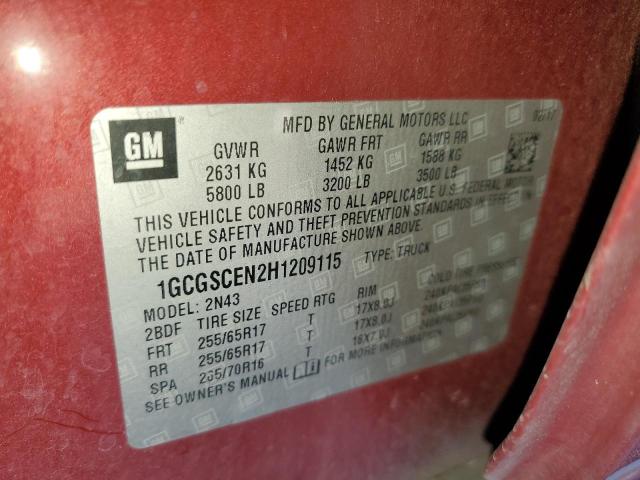 GM
MFD BY GENERAL MOTORS LLC
GVWR GAWR FRT GAWR RR
2631 KG 1452 KG 1588 KG
5800 LB 3200 LB 3500 LB
THIS VEHICLE CONFORMS TO ALL APPLICABLE U.S. FEDERAL MOTOR
VEHICLE SAFETY AND THEFT PREVENTION STANDARDS IN EFFECT ON
THE DATE OF MANUFACTURE SHOWN ABOVE.
1GCGSCEN2H1209115 TYPE: TRUCK
MODEL: 2N43
2BDF TIRE SIZE SPEED RTG RIM
FRT 255/65R17 T 17X8.0J
RR 255/65R17 T 17X8.0J
SPA 265/70R16 T 16X7.0J
SEE OWNER'S MANUAL FOR MORE INFORMATION